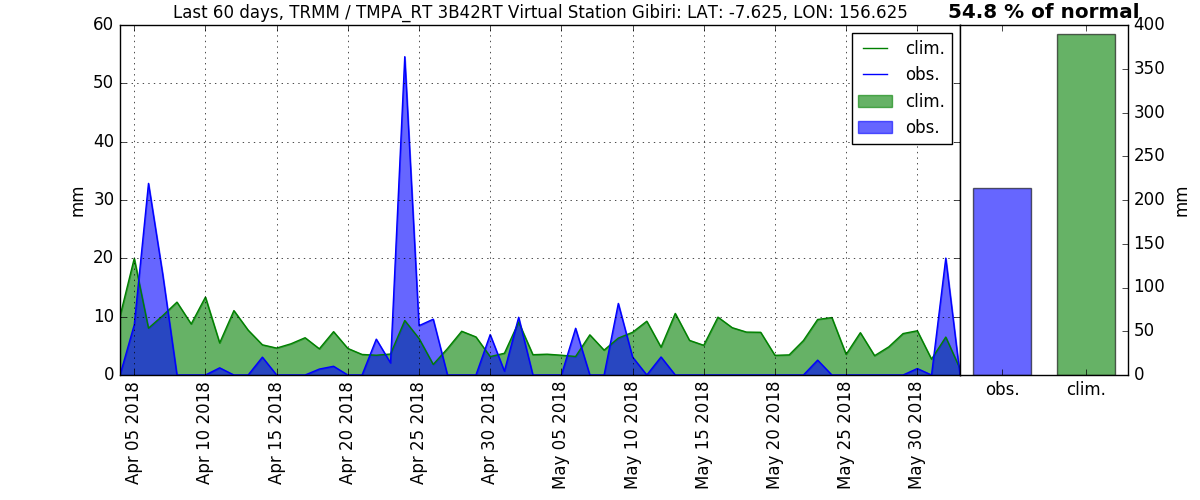 Last 60 days, TRMM / TMPA_RT 3B42RT Virtual Station Gibiri: LAT: -7.625, LON: 156.625
54.8 % of normal
mm
60
50
40
30
20
10
0
clim.
obs.
clim.
obs.
Apr 05 2018
Apr 10 2018
Apr 15 2018
Apr 20 2018
Apr 25 2018
Apr 30 2018
May 05 2018
May 10 2018
May 15 2018
May 20 2018
May 25 2018
May 30 2018
400
350
300
250
200
150
100
50
0
mm
obs.
clim.